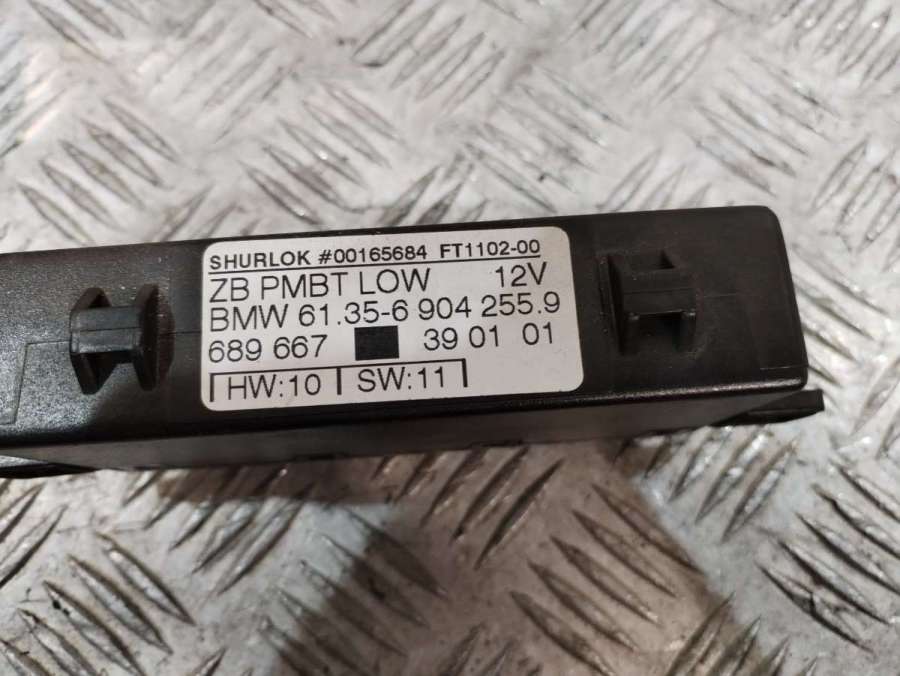 SHURLOK #00165684 FT1102-00
ZB PMBT LOW 12V
BMW 61.35-6 904 255.9
689 667 39 01 01
HW:10 SW:11